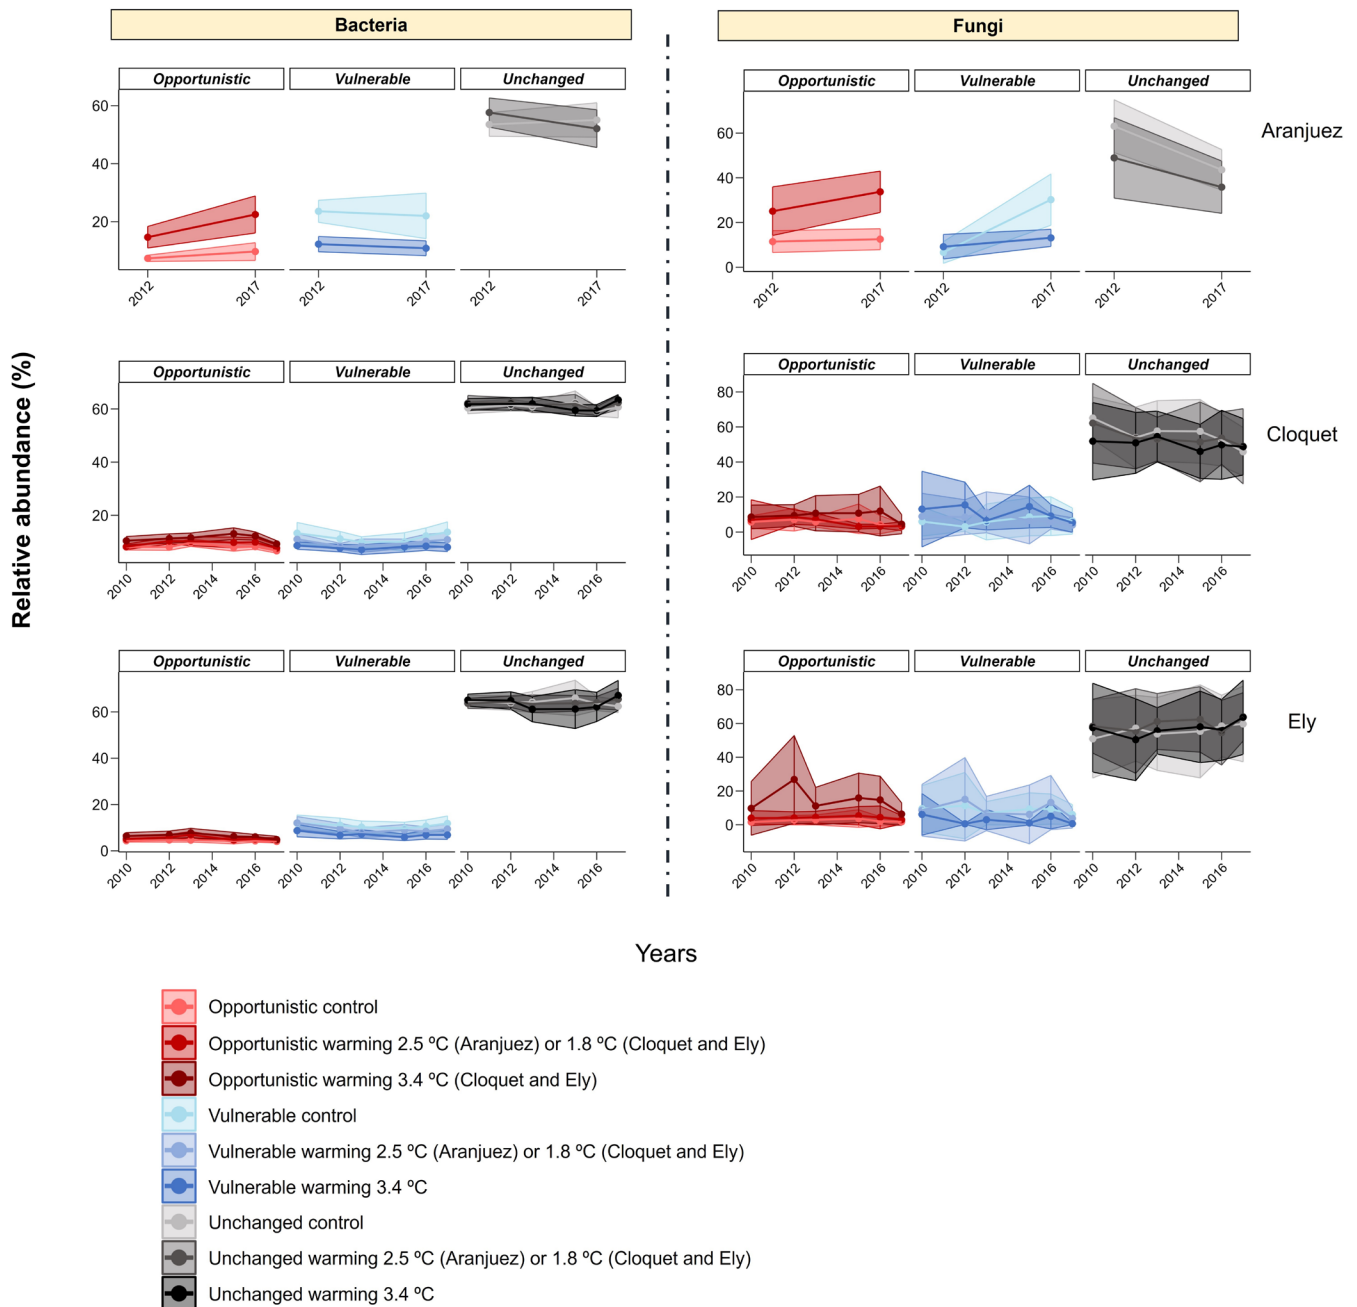 Bacteria
Fungi
Opportunistic Vulnerable Unchanged
60
40
20
2012 2017 2012 2017 2012 2017
Opportunistic Vulnerable Unchanged
60
40
20
0
2012 2017 2012 2017 2012 2017
Aranjuez
Relative abundance (%)
Opportunistic Vulnerable Unchanged
60
40
20
2010 2012 2014 2016 2010 2012 2014 2016 2010 2012 2014 2016
Opportunistic Vulnerable Unchanged
80
60
40
20
0
2010 2012 2014 2016 2010 2012 2014 2016 2010 2012 2014 2016
Cloquet
Opportunistic Vulnerable Unchanged
60
40
20
0
2010 2012 2014 2016 2010 2012 2014 2016 2010 2012 2014 2016
Opportunistic Vulnerable Unchanged
80
60
40
20
0
2010 2012 2014 2016 2010 2012 2014 2016 2010 2012 2014 2016
Ely
Years
Opportunistic control
Opportunistic warming 2.5 ºC (Aranjuez) or 1.8 ºC (Cloquet and Ely)
Opportunistic warming 3.4 ºC (Cloquet and Ely)
Vulnerable control
Vulnerable warming 2.5 ºC (Aranjuez) or 1.8 ºC (Cloquet and Ely)
Vulnerable warming 3.4 ºC
Unchanged control
Unchanged warming 2.5 ºC (Aranjuez) or 1.8 ºC (Cloquet and Ely)
Unchanged warming 3.4 ºC